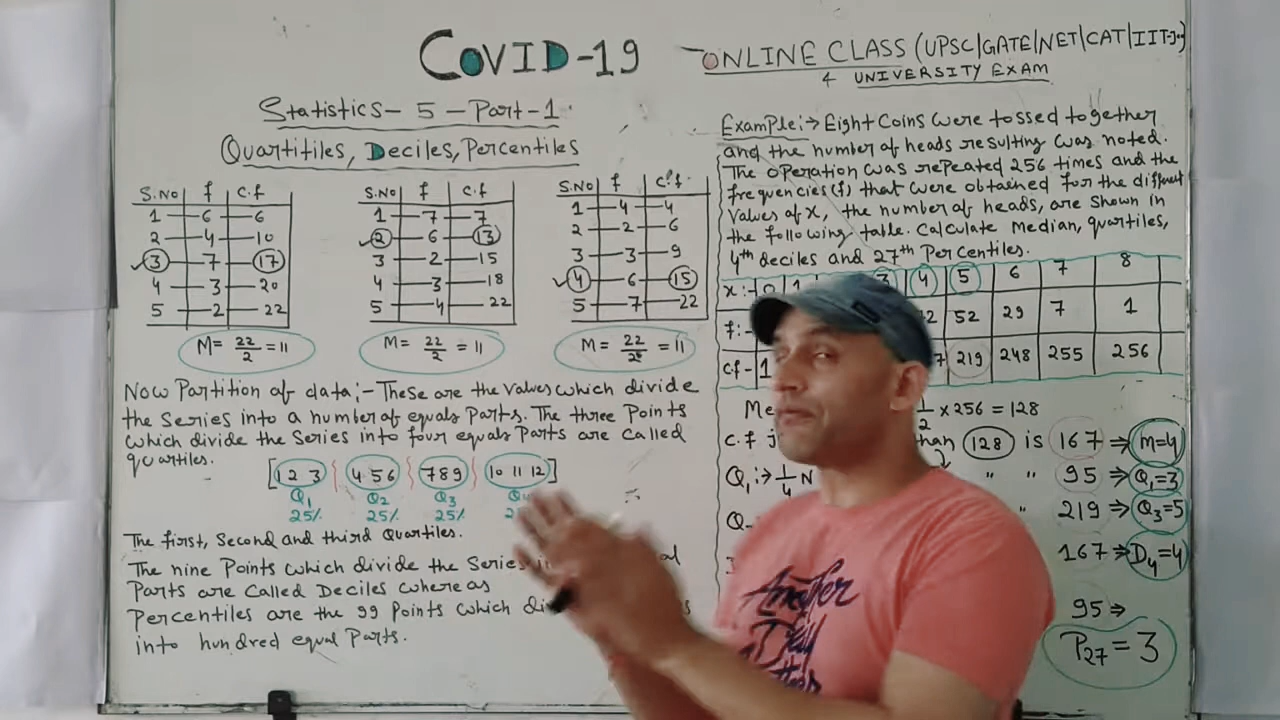 COVID-19
ONLINE CLASS (UPSC/GATE/NET/CAT/IIT-J..)
& UNIVERSITY EXAM
Statistics - 5 - Part-1
Quartifiles, Deciles, Percentiles
S.No f c.f
1 6 6
2 4 10
3 7 17
4 3 20
5 2 22
M = 22/2 = 11
S.No f c.f
1 7 7
2 6 13
3 2 15
4 3 18
5 4 22
M = 22/2 = 11
S.No f c.f.
1 4 4
2 2 6
3 3 9
4 6 15
5 7 22
M = 22/2 = 11
Now Partition of data:- These are the values which divide
the Series into a number of equals Parts. The three Points
which divide the Series into four equals Parts are called
quartiles.
[1 2 3 4 5 6 7 8 9 10 11 12]
Q1 Q2 Q3
25% 25% 25%
The first, Second and third Quartiles.
The nine Points which divide the Series
Parts are Called Deciles whereas
Percentiles are the 99 Points which
into hundred equal Parts.
Example:→ Eight Coins were tossed together
and the number of heads resulting was noted.
The operation was repeated 256 times and the
frequencies(f) that were obtained for the different
values of x, the number of heads, are shown in
the following table. Calculate Median, quartiles,
4th deciles and 27th Percentiles.
x:- 0 1 3 4 5 6 7 8
f:- 52 29 7 1
cf- 1 219 248 255 256
1/2 x 256 = 128
c.f than 128 is 167 ⇒ M=4
Q1:→ 1/4 N " " 95 ⇒ Q1=3
" 219 ⇒ Q3=5
167 ⇒ D4=4
95 ⇒
P27 = 3
Another